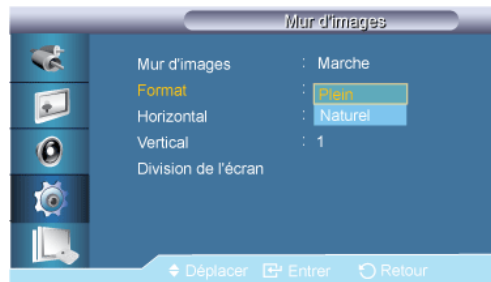 Mur d'images
Mur d'images : Marche
Format : Plein
Horizontal : Naturel
Vertical : 1
Division de l'écran
Déplacer Entrer Retour